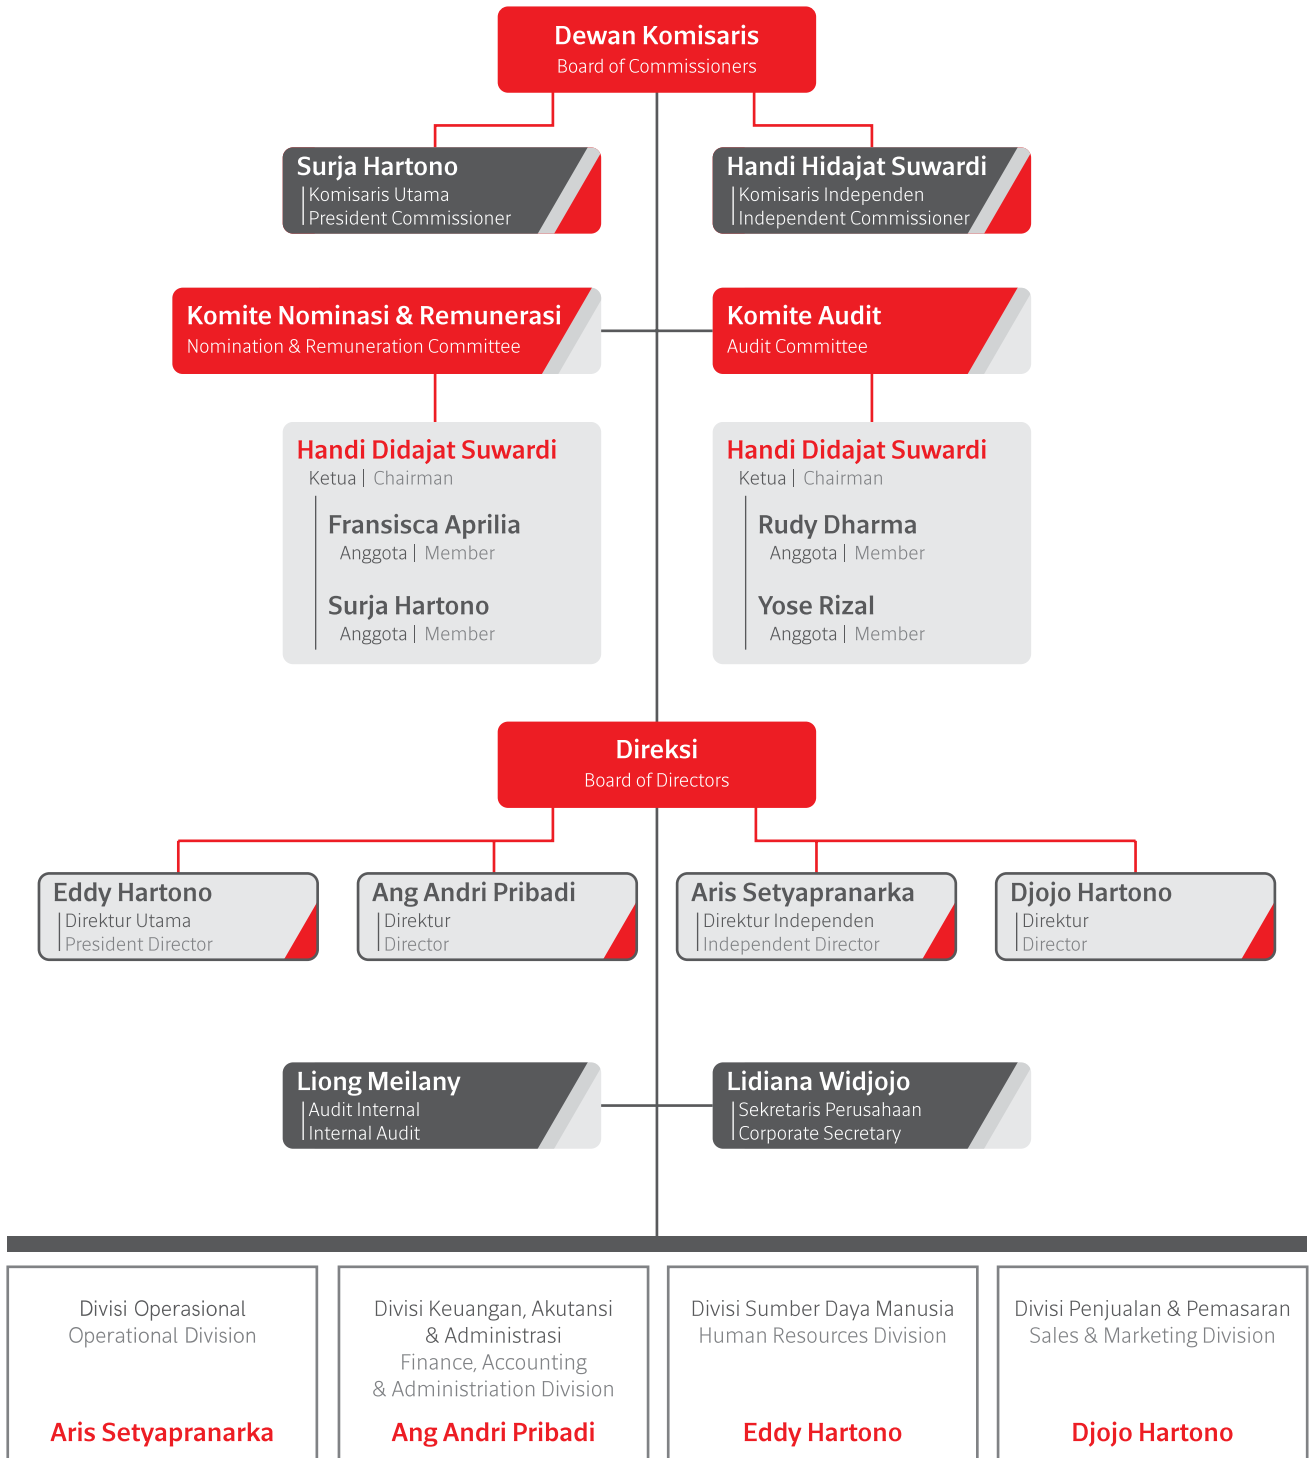 Dewan Komisaris
Board of Commissioners
Surja Hartono
Komisaris Utama
President Commissioner
Handi Hidajat Suwardi
Komisaris Independen
Independent Commissioner
Komite Nominasi & Remunerasi
Nomination & Remuneration Committee
Komite Audit
Audit Committee
Handi Didajat Suwardi
Ketua | Chairman
Fransisca Aprilia
Anggota | Member
Surja Hartono
Anggota | Member
Handi Didajat Suwardi
Ketua | Chairman
Rudy Dharma
Anggota | Member
Yose Rizal
Anggota | Member
Direksi
Board of Directors
Eddy Hartono
Direktur Utama
President Director
Ang Andri Pribadi
Direktur
Director
Aris Setyapranarka
Direktur Independen
Independent Director
Djojo Hartono
Direktur
Director
Liong Meilany
Audit Internal
Internal Audit
Lidiana Widjojo
Sekretaris Perusahaan
Corporate Secretary
Divisi Operasional
Operational Division
Aris Setyapranarka
Divisi Keuangan, Akutansi
& Administrasi
Finance, Accounting
& Administriation Division
Ang Andri Pribadi
Divisi Sumber Daya Manusia
Human Resources Division
Eddy Hartono
Divisi Penjualan & Pemasaran
Sales & Marketing Division
Djojo Hartono